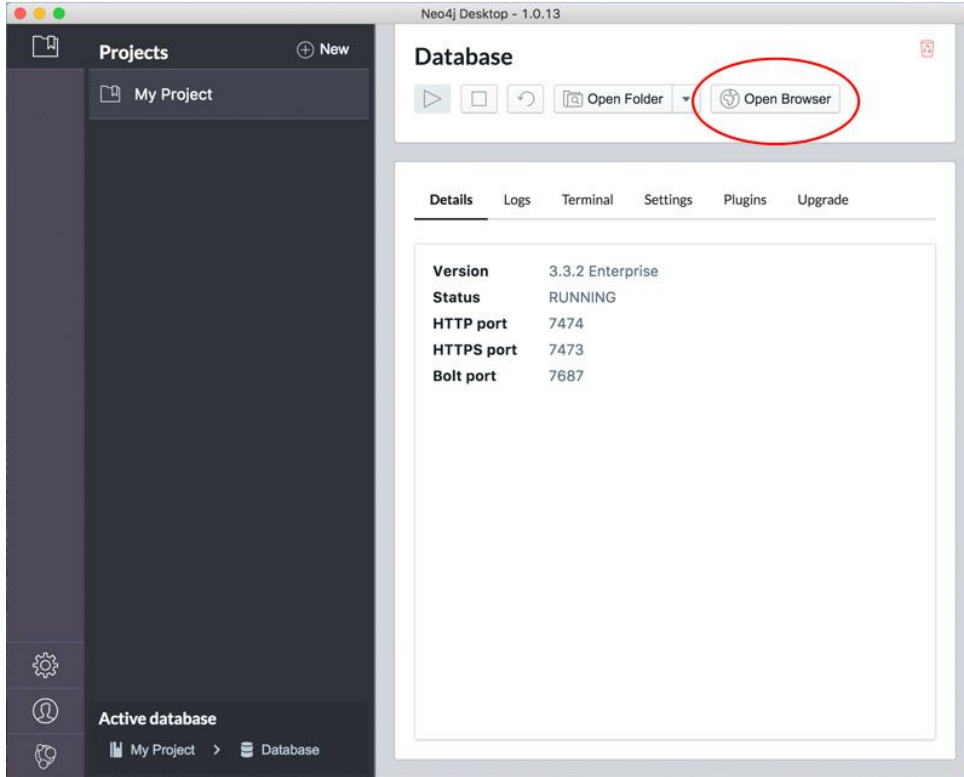 Neo4j Desktop - 1.0.13
Projects
New
My Project
Active database
My Project > Database
Database
Open Folder
Open Browser
Details Logs Terminal Settings Plugins Upgrade
Version 3.3.2 Enterprise
Status RUNNING
HTTP port 7474
HTTPS port 7473
Bolt port 7687